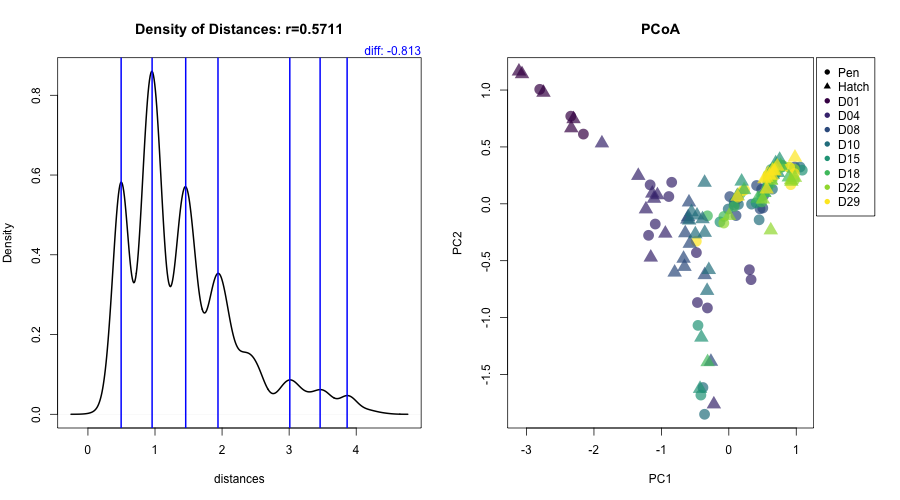 Density of Distances: r=0.5711
diff: -0.813
Density
0.0
0.2
0.4
0.6
0.8
0
1
2
3
4
distances
PCoA
PC2
-1.5
-1.0
-0.5
0.0
0.5
1.0
-3
-2
-1
0
1
PC1
Pen
Hatch
D01
D04
D08
D10
D15
D18
D22
D29